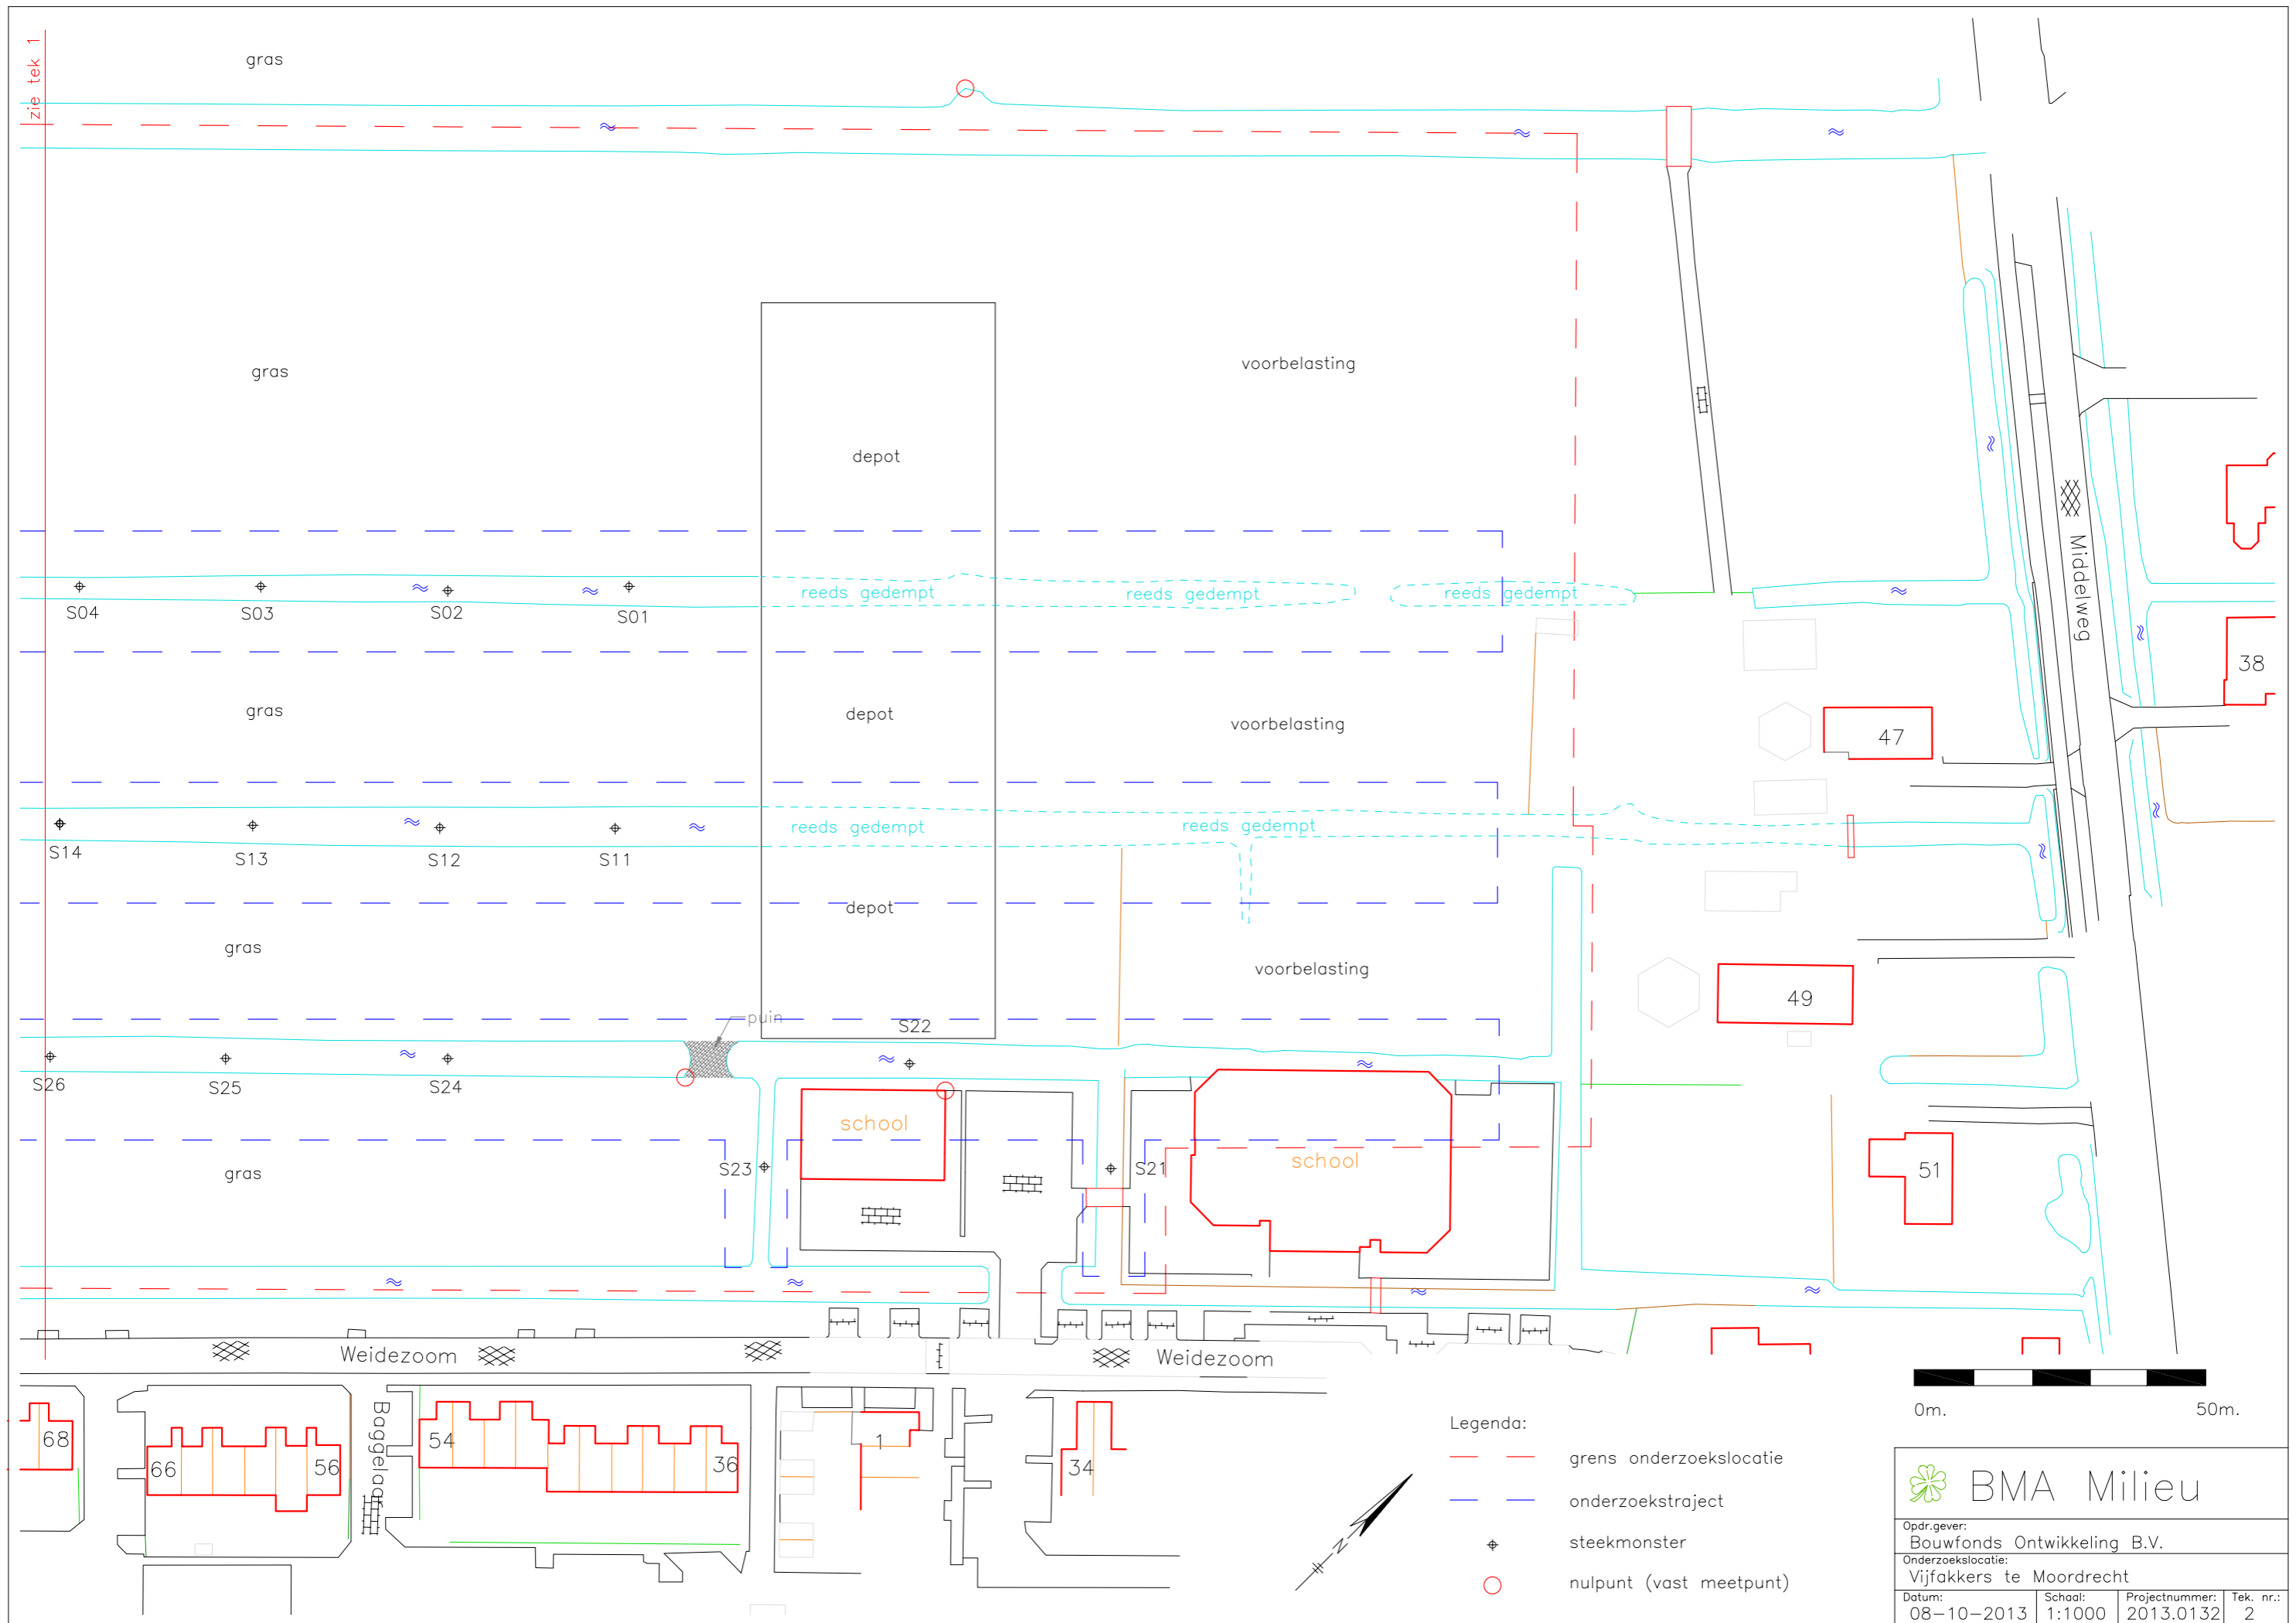 zie tek 1
gras
gras
voorbelasting
depot
reeds gedempt
reeds gedempt
reeds gedempt
S04
S03
S02
S01
Middelweg
38
gras
depot
voorbelasting
47
reeds gedempt
reeds gedempt
S14
S13
S12
S11
depot
gras
voorbelasting
49
puin
S22
S26
S25
S24
school
school
gras
S23
S21
51
Weidezoom
Weidezoom
Baggelaar
68
66
56
54
36
1
34
0m.
50m.
Legenda:
grens onderzoekslocatie
onderzoekstraject
steekmonster
nulpunt (vast meetpunt)
N
BMA Milieu
Opdr.gever:
Bouwfonds Ontwikkeling B.V.
Onderzoekslocatie:
Vijfakkers te Moordrecht
Datum: Schaal: Projectnummer: Tek. nr.:
08-10-2013 1:1000 2013.0132 2